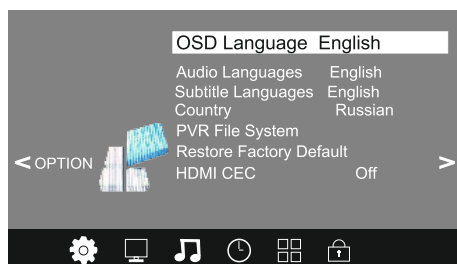 OSD Language English
Audio Languages English
Subtitle Languages English
Country Russian
PVR File System
Restore Factory Default
HDMI CEC Off
< OPTION >